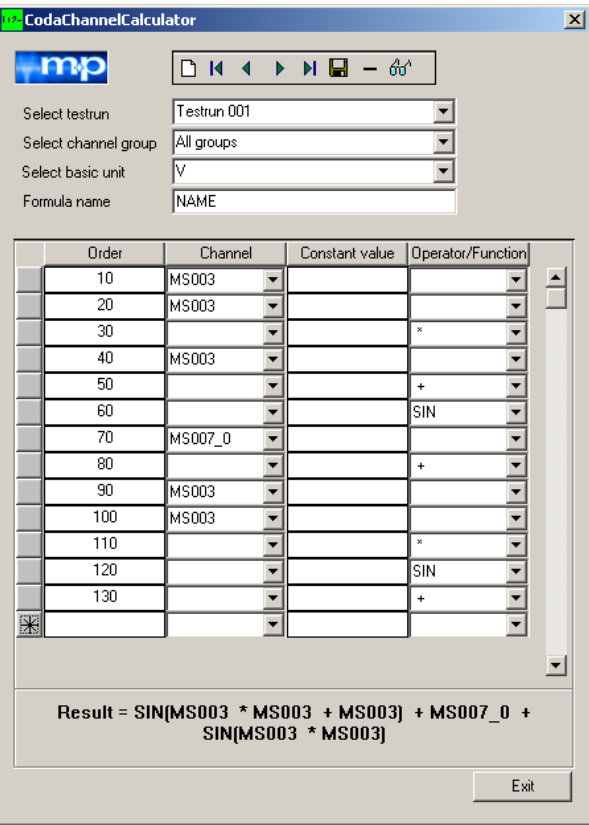 CodaChannelCalculator
mp
Select testrun Testrun 001
Select channel group All groups
Select basic unit V
Formula name NAME
Order Channel Constant value Operator/Function
10 MS003
20 MS003
30 *
40 MS003
50 +
60 SIN
70 MS007_0
80 +
90 MS003
100 MS003
110 *
120 SIN
130 +
Result = SIN(MS003 * MS003 + MS003) + MS007_0 +
SIN(MS003 * MS003)
Exit